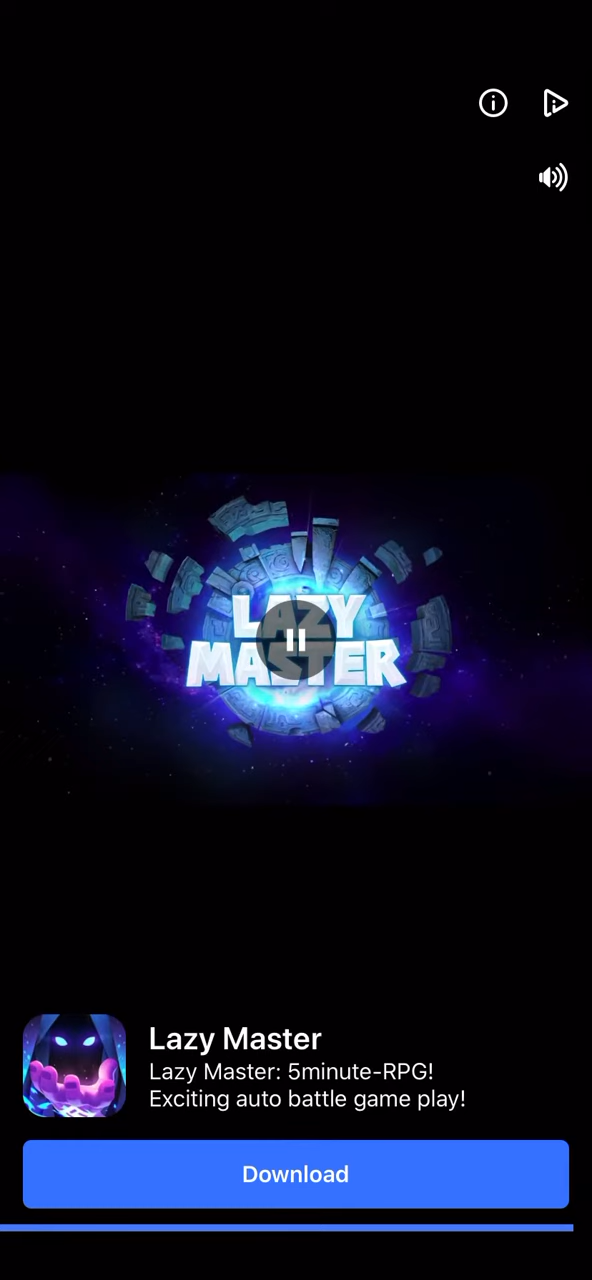 LAZY
MASTER
Lazy Master
Lazy Master: 5minute-RPG!
Exciting auto battle game play!
Download